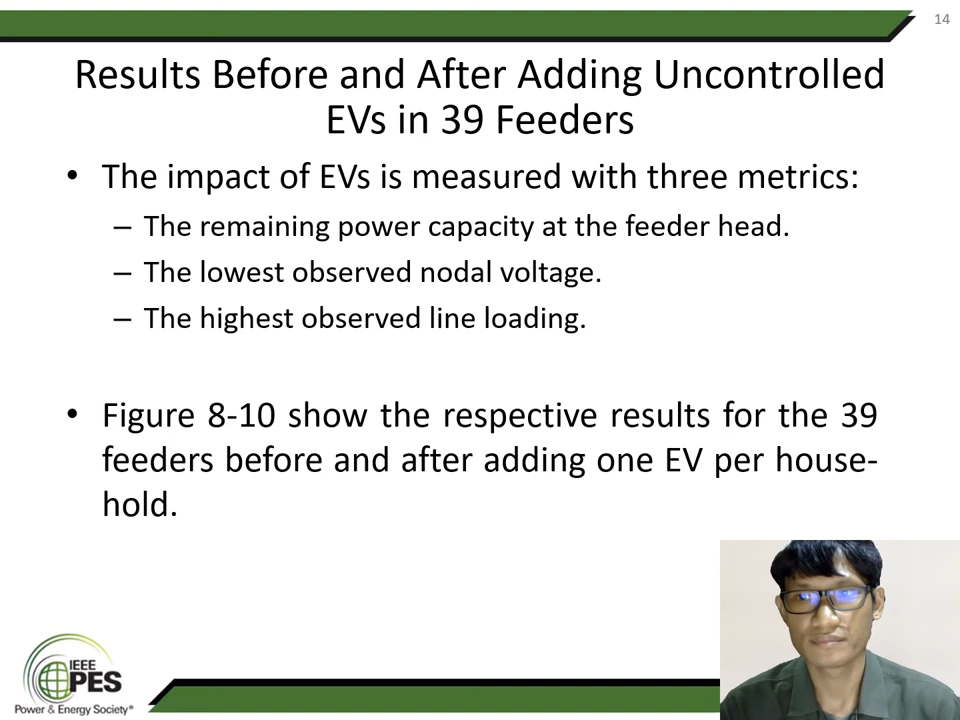 14
Results Before and After Adding Uncontrolled
EVs in 39 Feeders
• The impact of EVs is measured with three metrics:
– The remaining power capacity at the feeder head.
– The lowest observed nodal voltage.
– The highest observed line loading.
• Figure 8-10 show the respective results for the 39
feeders before and after adding one EV per house-
hold.
IEEE
PES
Power & Energy Society®